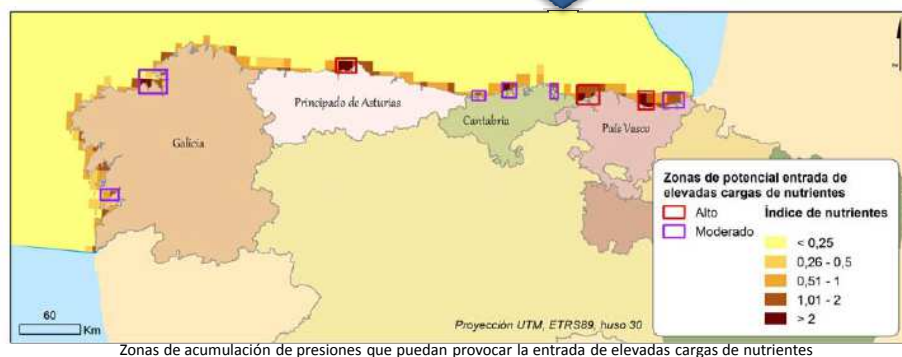 Principado de Asturias
Cantabria
País Vasco
Galicia
Zonas de potencial entrada de
elevadas cargas de nutrientes
Alto
Moderado
Índice de nutrientes
< 0,25
0,26 - 0,5
0,51 - 1
1,01 - 2
> 2
60
Km
Proyección UTM, ETRS89, huso 30
Zonas de acumulación de presiones que puedan provocar la entrada de elevadas cargas de nutrientes